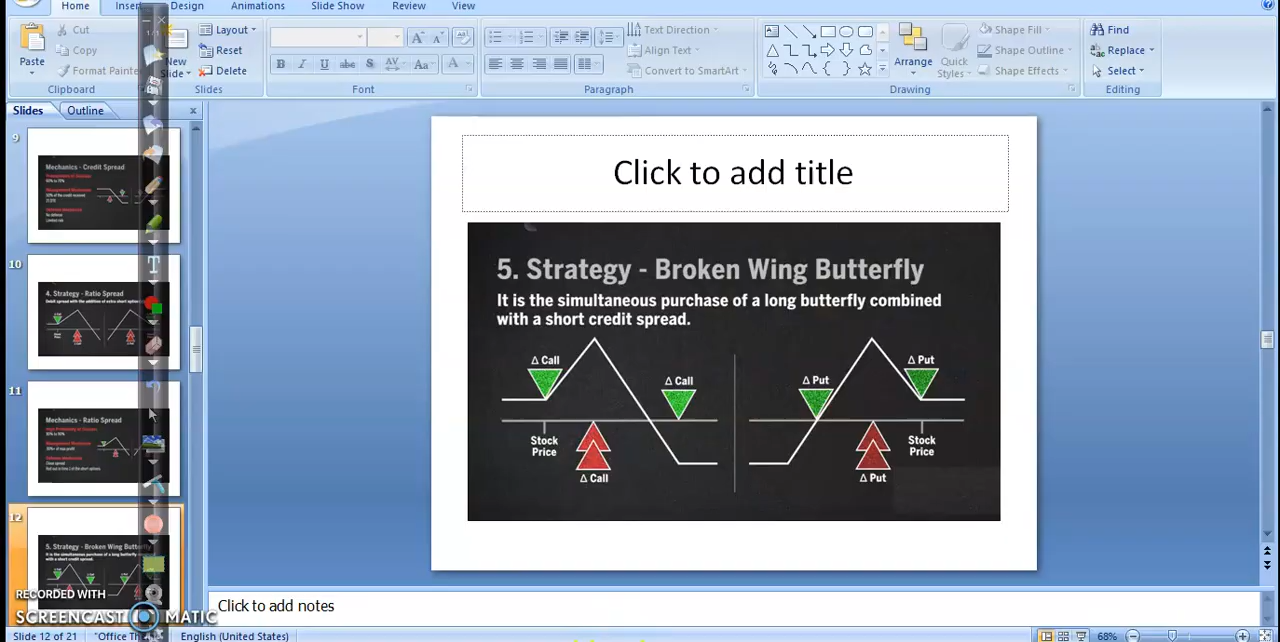 Home Insert Design Animations Slide Show Review View
Paste
Cut
Copy
Format Painte
Clipboard
New
Slide
Layout
Reset
Delete
Slides
B I U abc S AV Aa A
Font
Text Direction
Align Text
Convert to SmartArt
Paragraph
Arrange
Quick
Styles
Shape Fill
Shape Outline
Shape Effects
Drawing
Find
Replace
Select
Editing
Slides Outline
9
Mechanics - Credit Spread
10
4. Strategy - Ratio Spread
11
Mechanics - Ratio Spread
12
5. Strategy - Broken Wing Butterfly
Click to add title
5. Strategy - Broken Wing Butterfly
It is the simultaneous purchase of a long butterfly combined
with a short credit spread.
Δ Call
Δ Call
Stock
Price
Δ Call
Δ Put
Δ Put
Stock
Price
Δ Put
Click to add notes
RECORDED WITH
SCREENCAST MATIC
Slide 12 of 21 "Office T English (United States) 68%